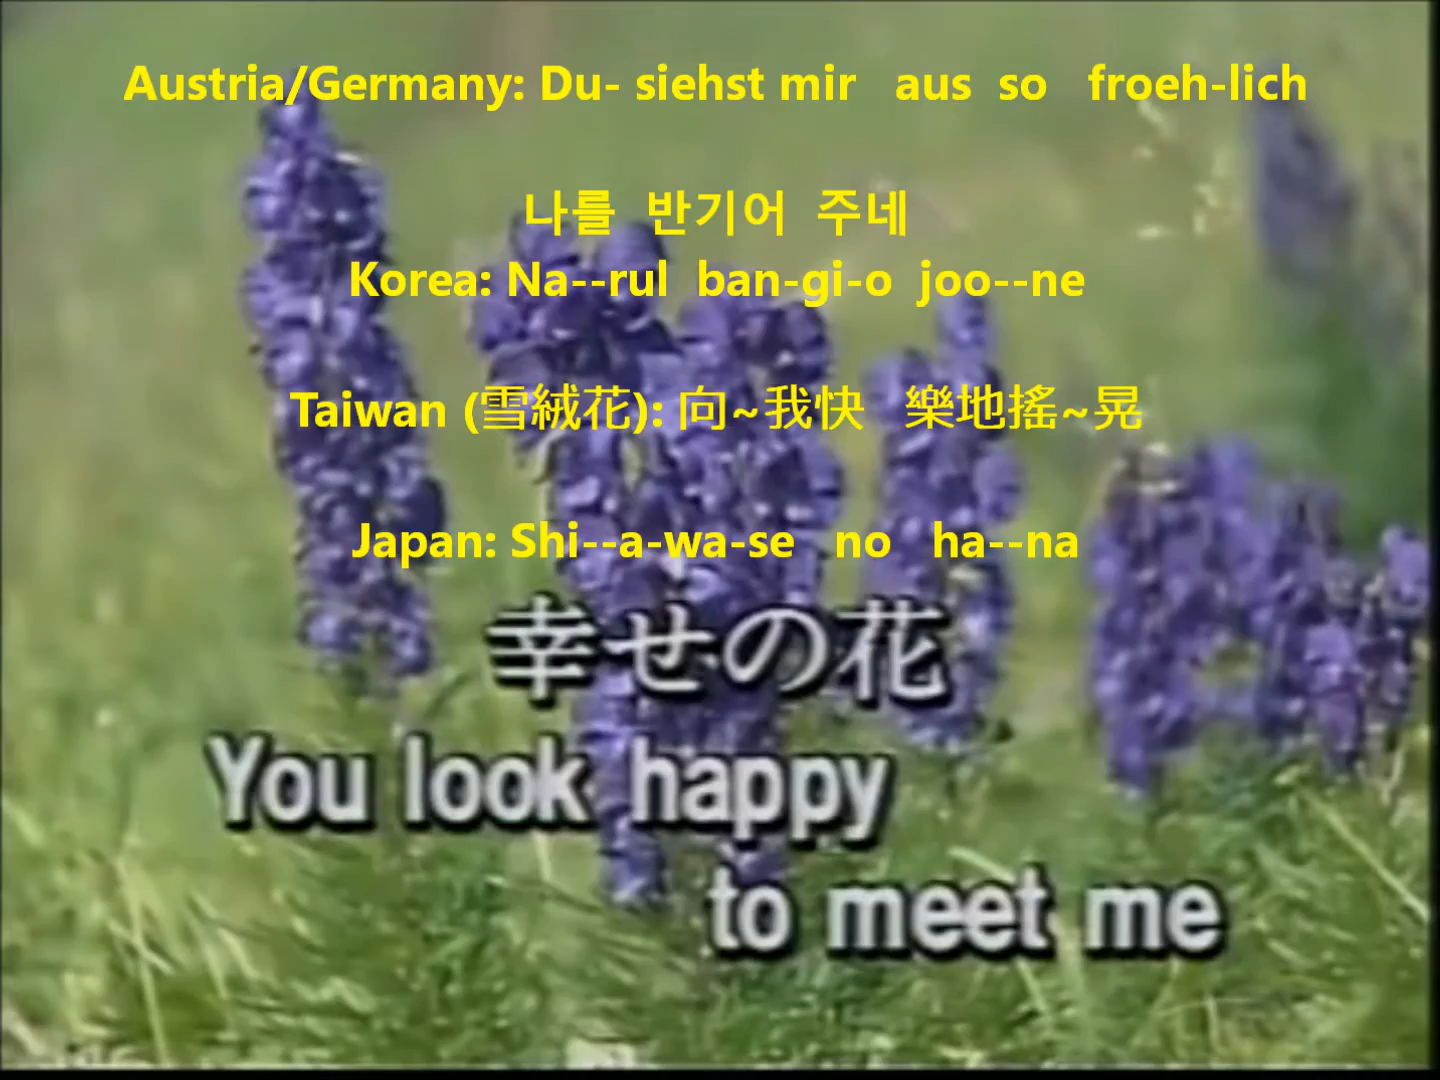 Austria/Germany: Du- siehst mir aus so froeh-lich
나를 반기어 주네
Korea: Na--rul ban-gi-o joo--ne
Taiwan (雪絨花): 向~我快 樂地搖~晃
Japan: Shi--a-wa-se no ha--na
幸せの花
You look happy
to meet me